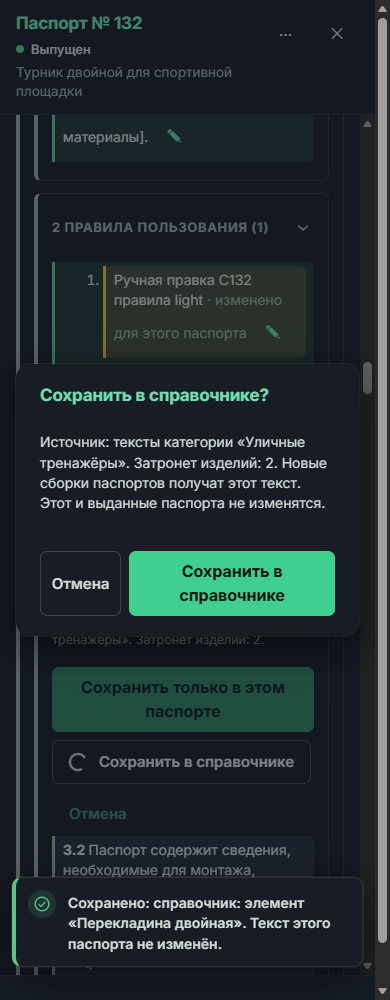 Паспорт № 132
Выпущен
Турник двойной для спортивной
площадки
материалы].
2 ПРАВИЛА ПОЛЬЗОВАНИЯ (1)
1. Ручная правка C132
правила light · изменено
для этого паспорта
Сохранить в справочнике?
Источник: тексты категории «Уличные
тренажёры». Затронет изделий: 2. Новые
сборки паспортов получат этот текст.
Этот и выданные паспорта не изменятся.
Отмена
Сохранить в
справочнике
тренажёры». Затронет изделий: 2.
Сохранить только в этом
паспорте
Сохранить в справочнике
Отмена
3.2 Паспорт содержит сведения,
необходимые для монтажа,
Сохранено: справочник: элемент
«Перекладина двойная». Текст этого
паспорта не изменён.